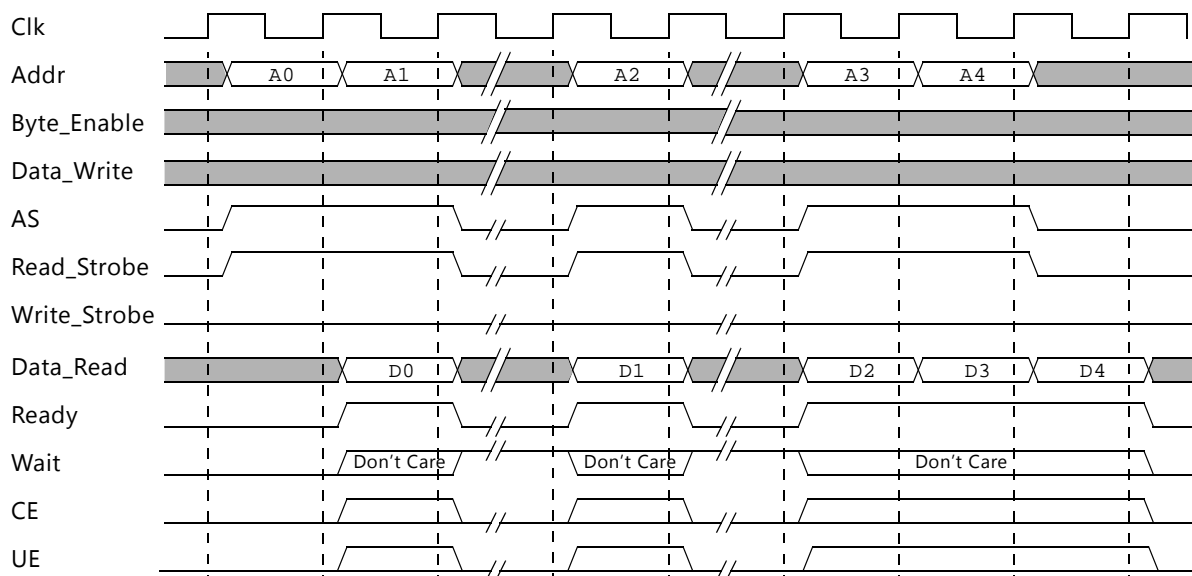 Clk
Addr A0 A1 A2 A3 A4
Byte_Enable
Data_Write
AS
Read_Strobe
Write_Strobe
Data_Read D0 D1 D2 D3 D4
Ready
Wait Don't Care Don't Care Don't Care
CE
UE